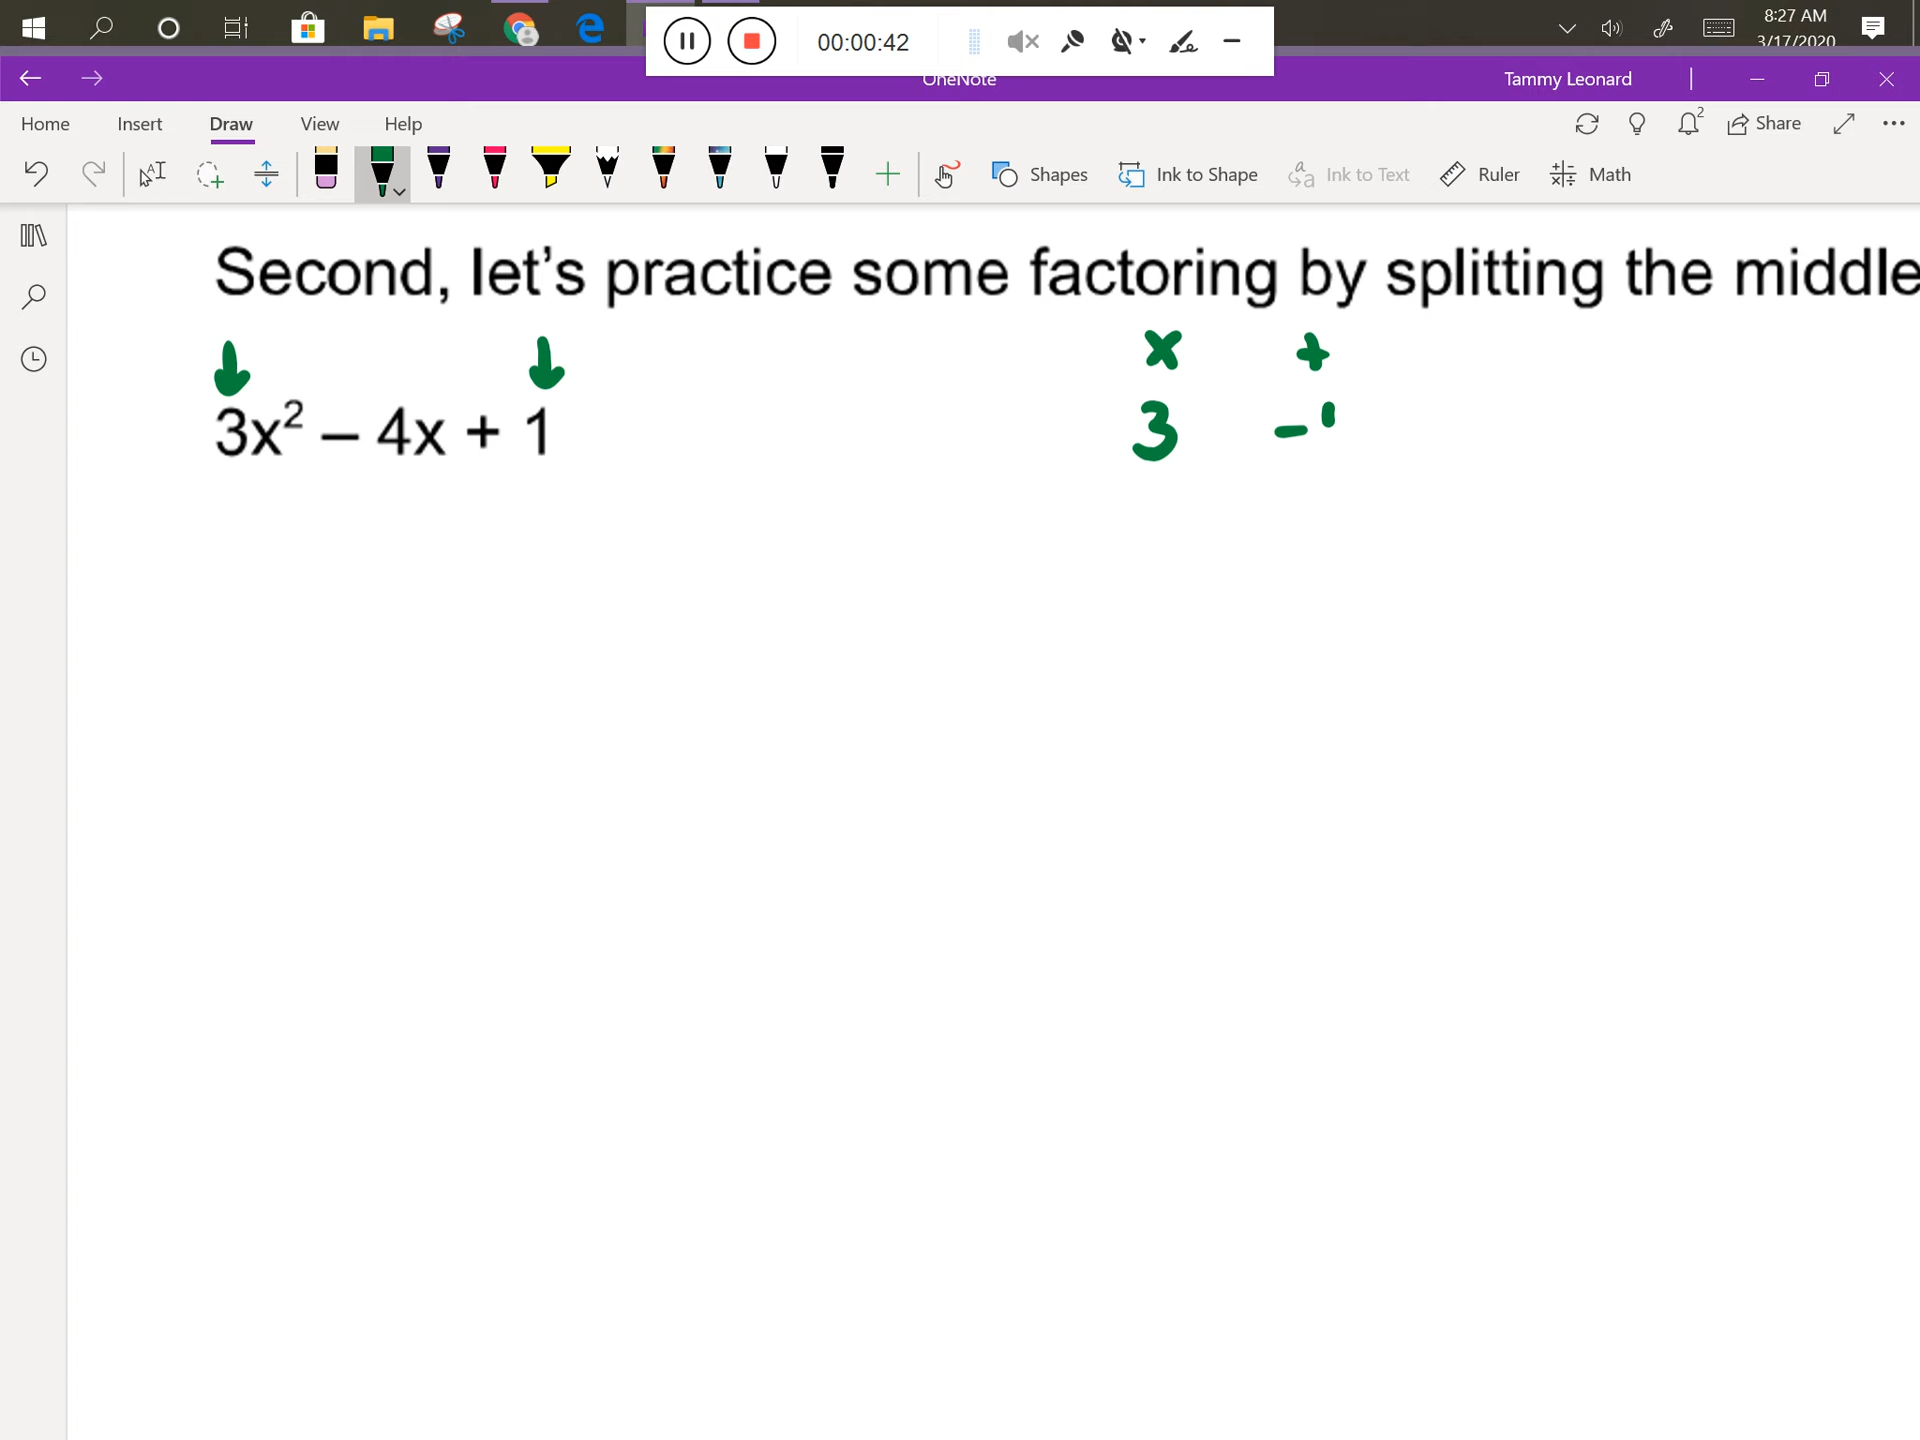 8:27 AM
3/17/2020
00:00:42
OneNote
Tammy Leonard
Home Insert Draw View Help
2
Share
Shapes Ink to Shape Ink to Text Ruler Math
Second, let's practice some factoring by splitting the middle
× +
3x² – 4x + 1
3 -